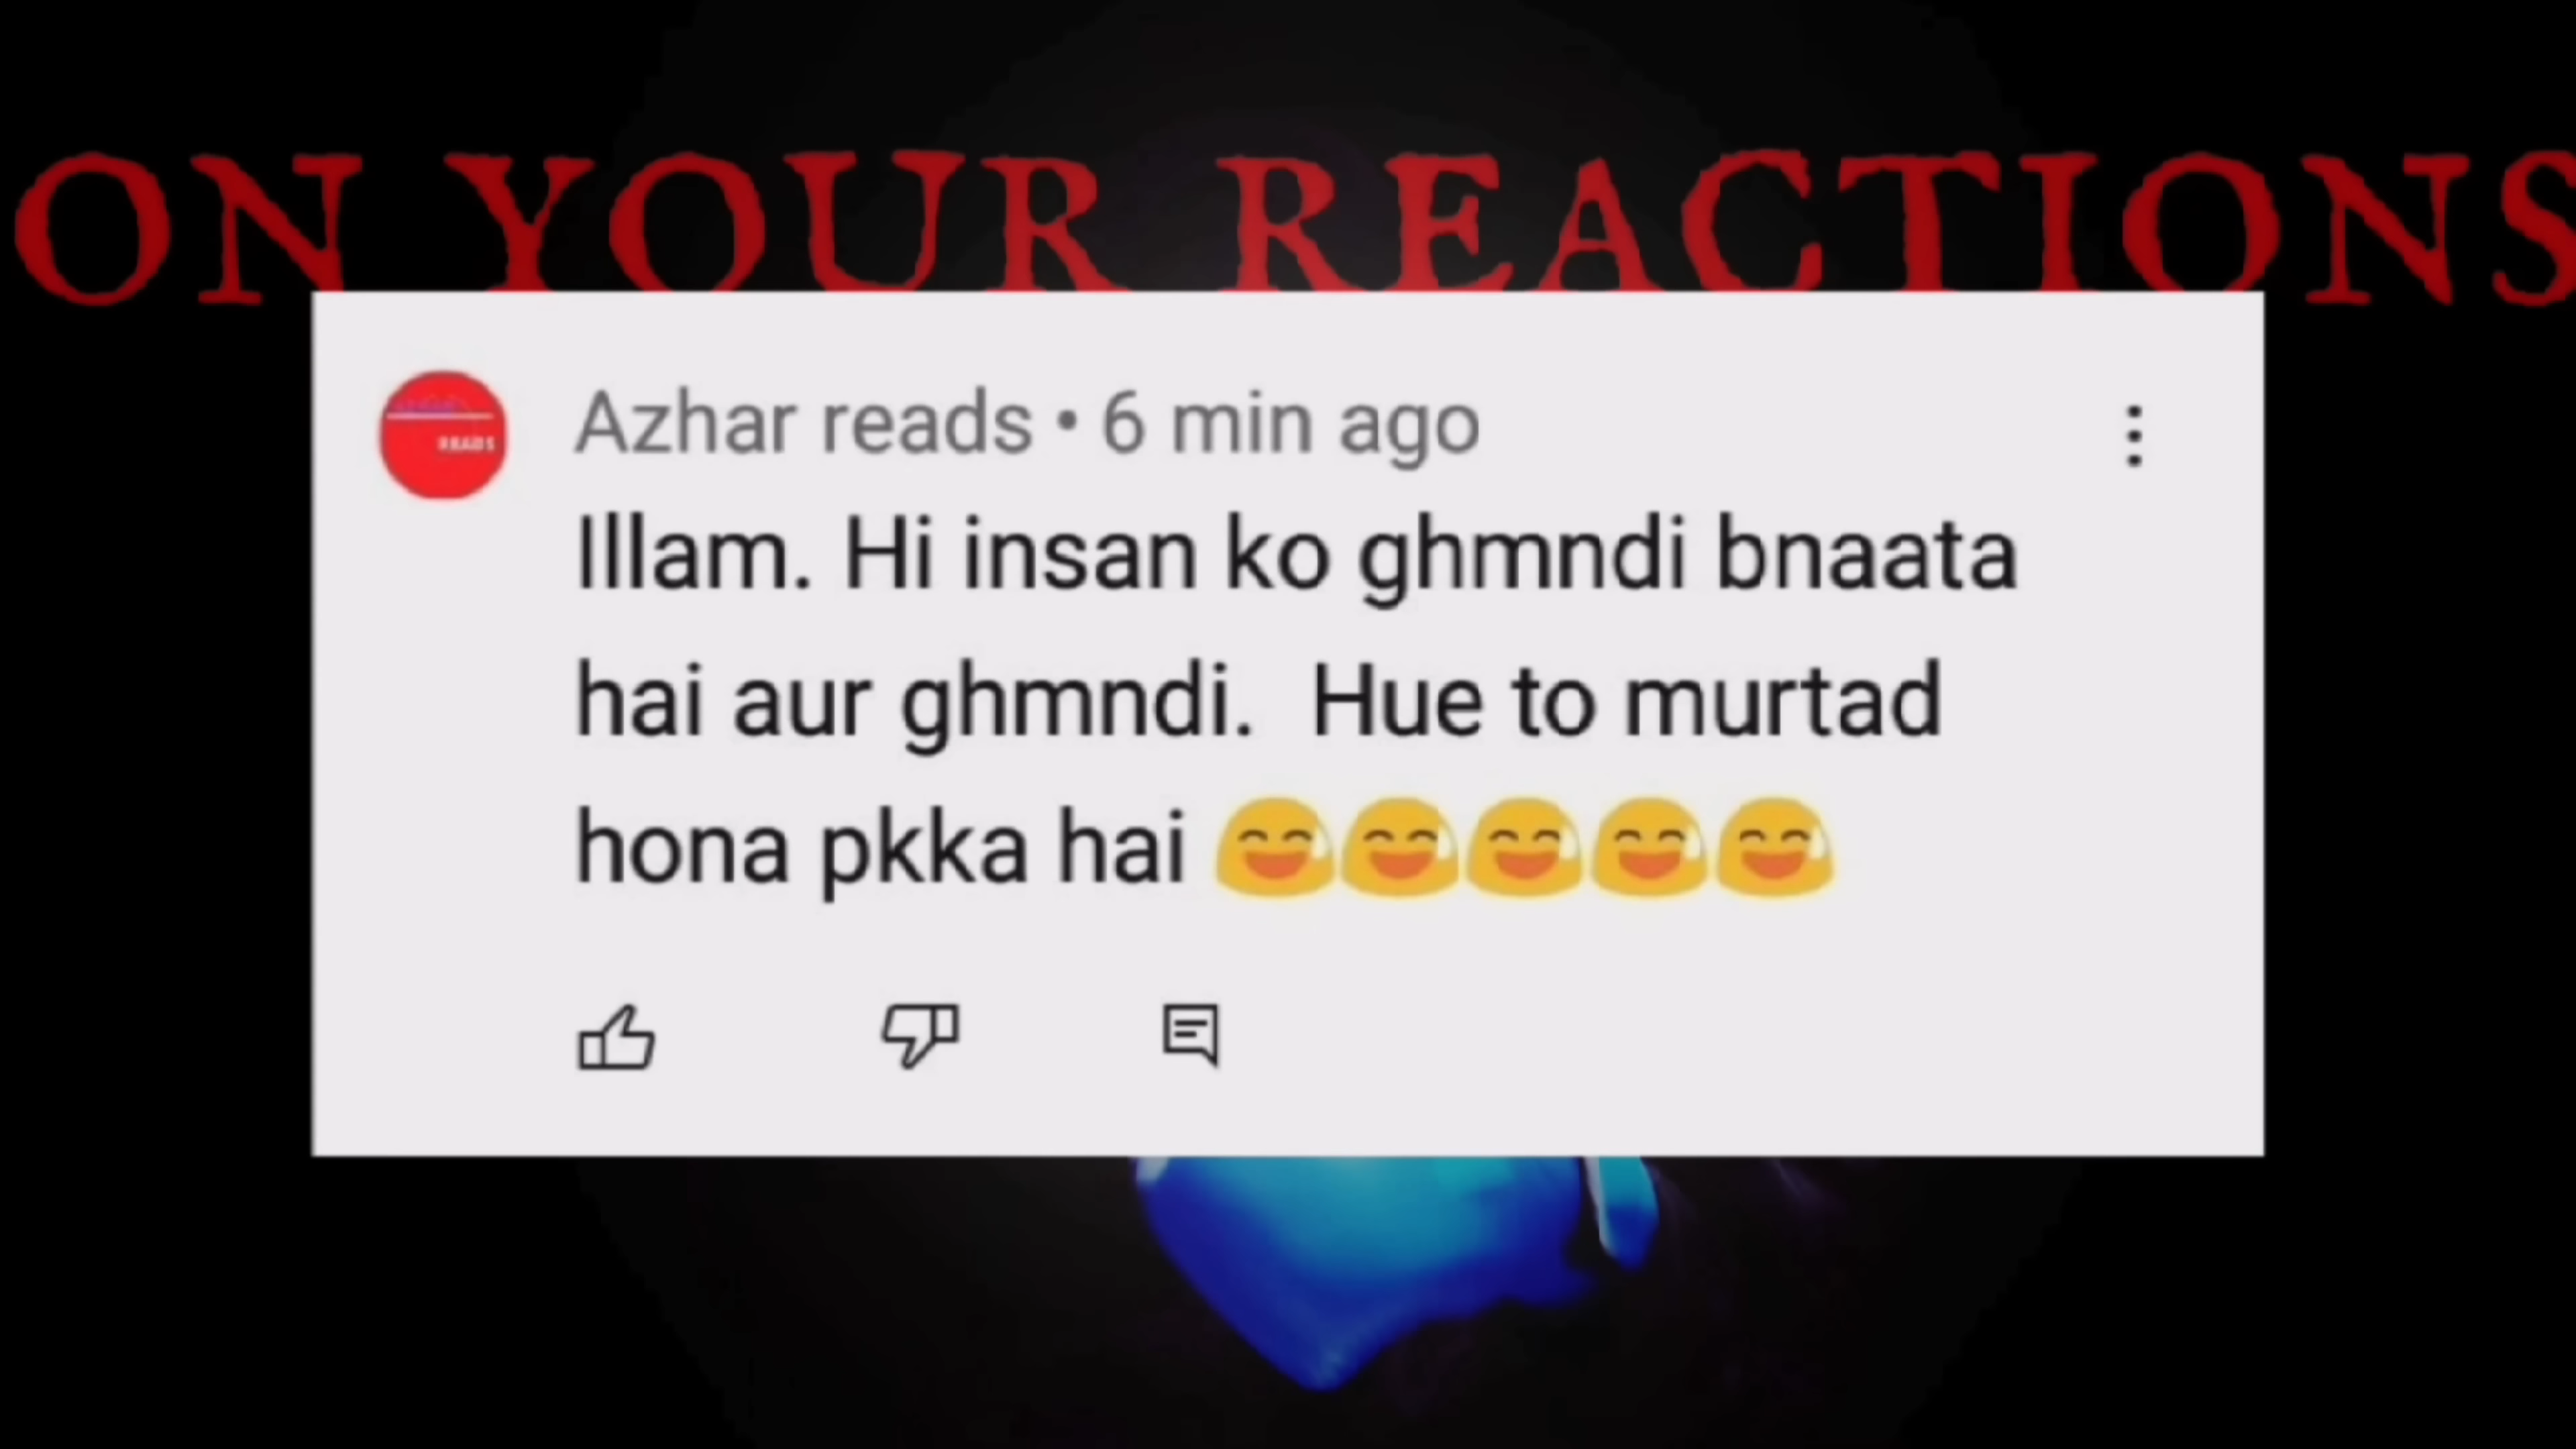 ON YOUR REACTIONS
READS
Azhar reads • 6 min ago
Illam. Hi insan ko ghmndi bnaata
hai aur ghmndi.  Hue to murtad
hona pkka hai 😅😅😅😅😅